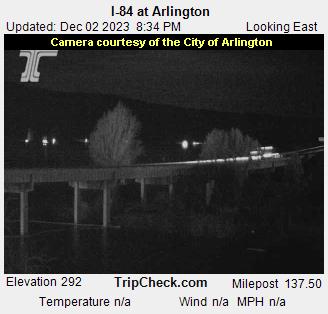 I-84 at Arlington
Updated: Dec 02 2023 8:34 PM Looking East
Camera courtesy of the City of Arlington
Elevation 292 TripCheck.com Milepost 137.50
Temperature n/a Wind n/a MPH n/a